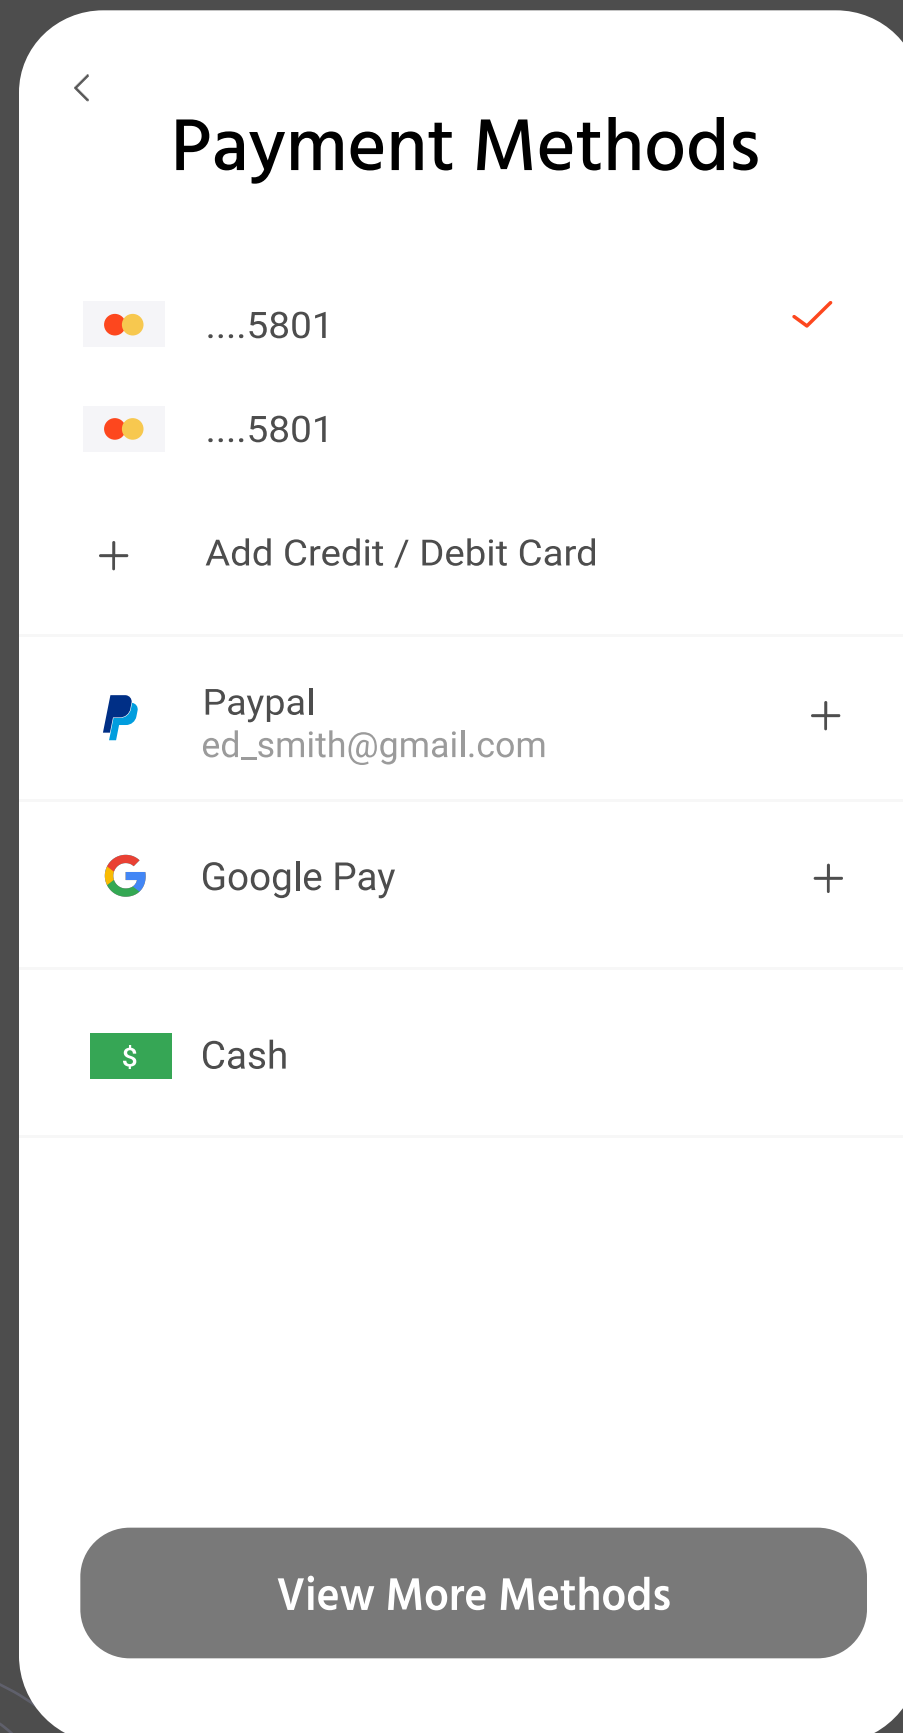 Payment Methods
....5801
....5801
Add Credit / Debit Card
Paypal
ed_smith@gmail.com
Google Pay
$ Cash
View More Methods